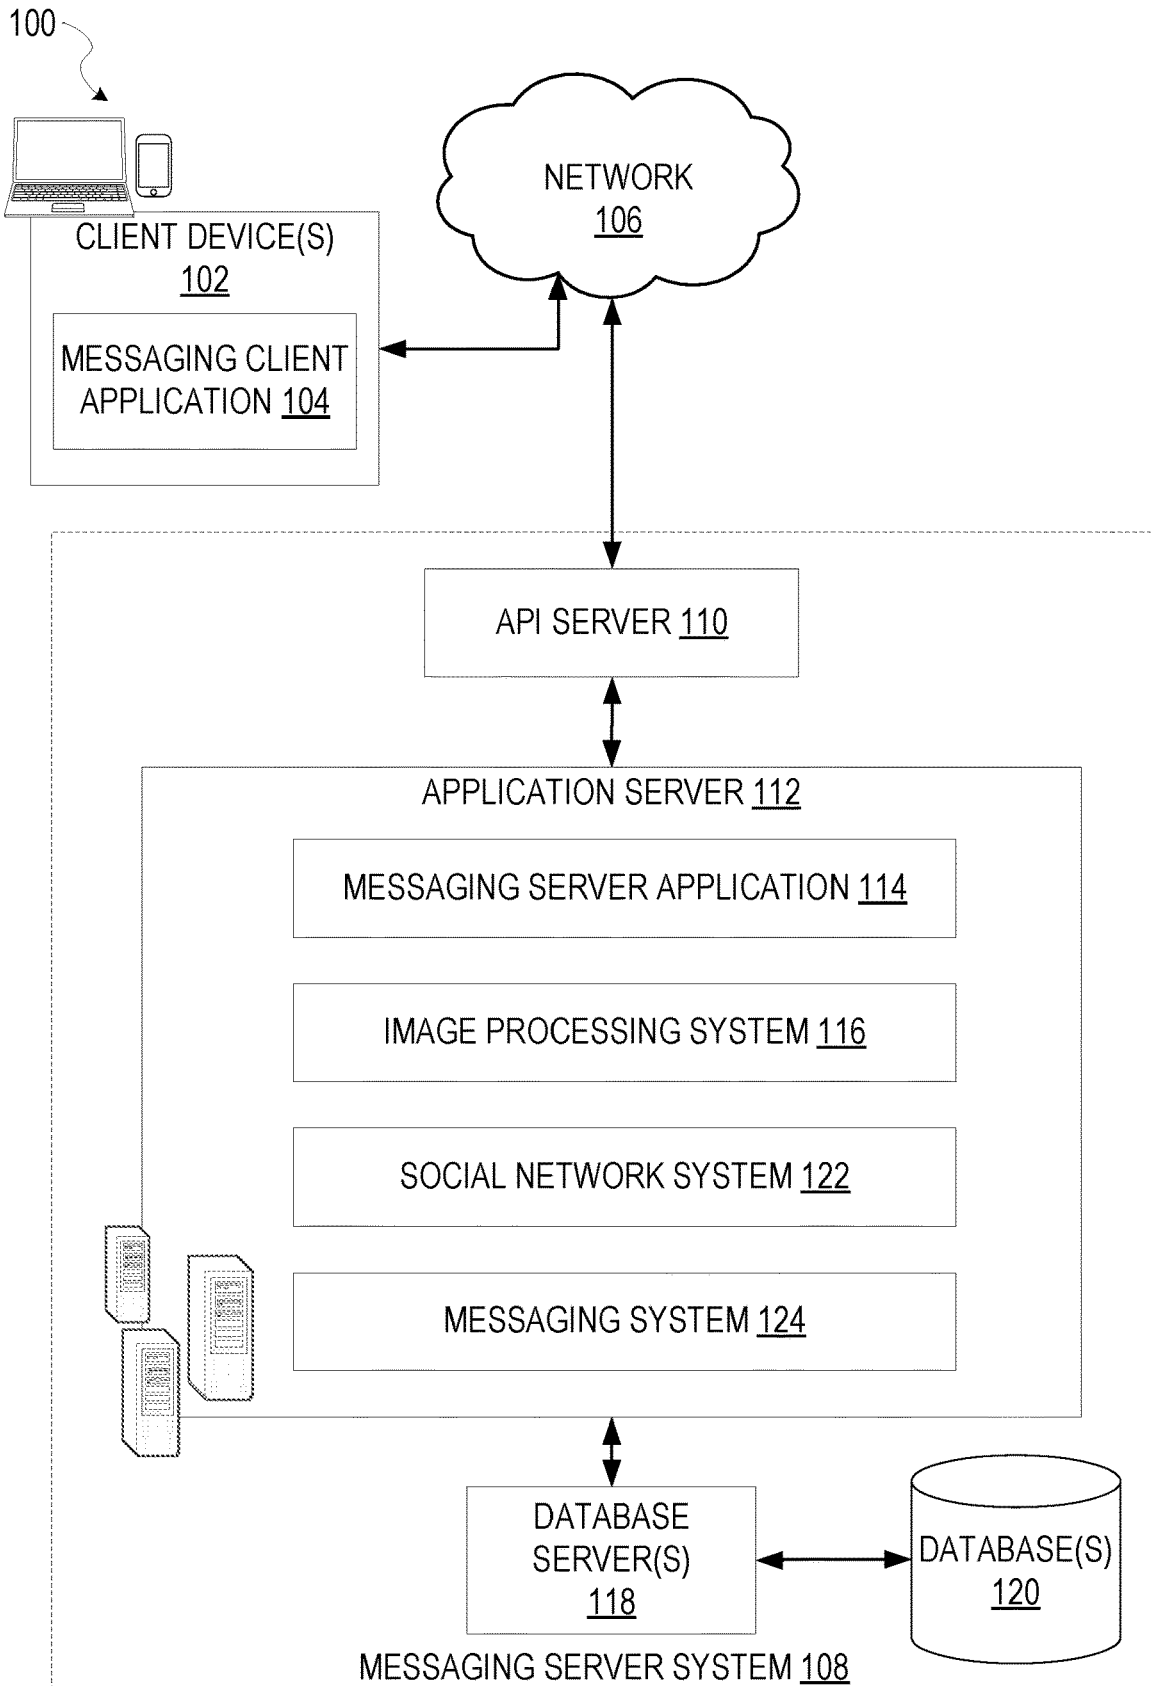 100
NETWORK
106
CLIENT DEVICE(S)
102
MESSAGING CLIENT
APPLICATION 104
API SERVER 110
APPLICATION SERVER 112
MESSAGING SERVER APPLICATION 114
IMAGE PROCESSING SYSTEM 116
SOCIAL NETWORK SYSTEM 122
MESSAGING SYSTEM 124
DATABASE
SERVER(S)
118
DATABASE(S)
120
MESSAGING SERVER SYSTEM 108